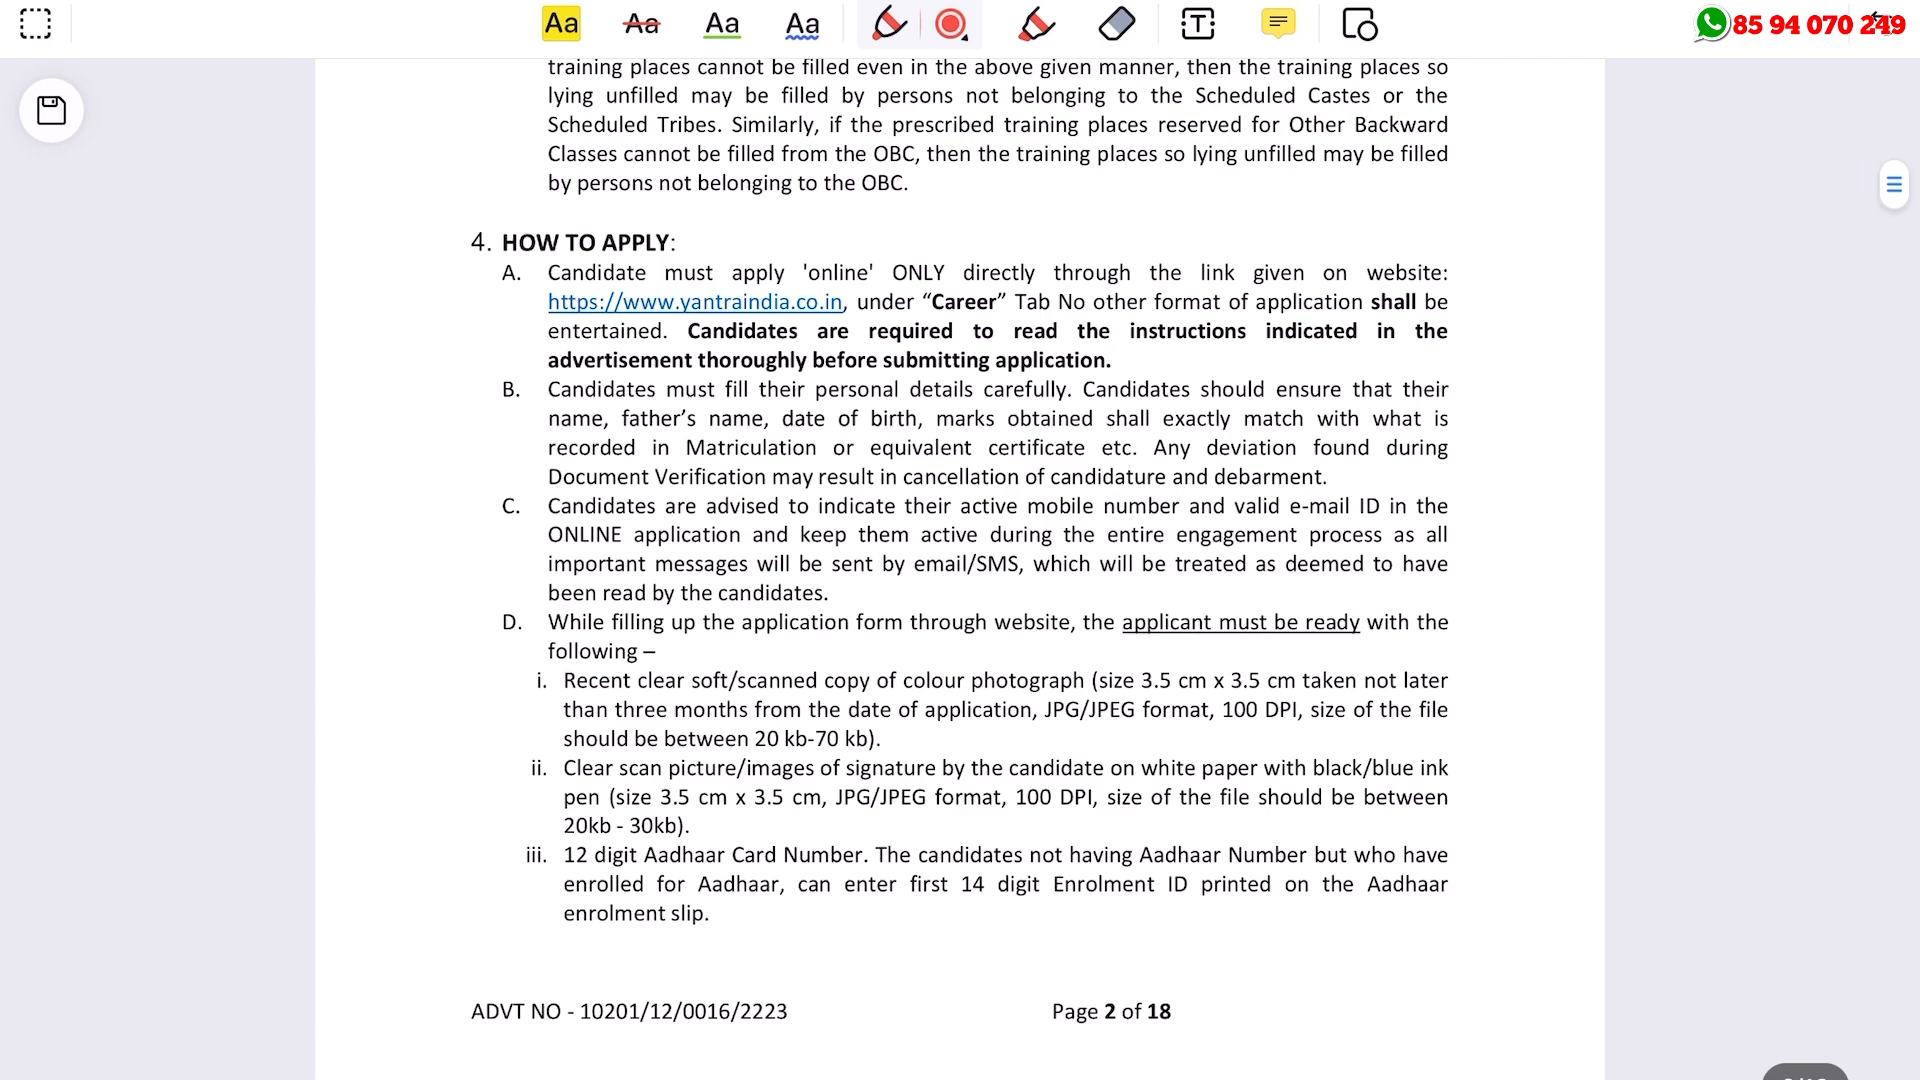 Aa Aa Aa Aa T
85 94 070 249
training places cannot be filled even in the above given manner, then the training places so
lying unfilled may be filled by persons not belonging to the Scheduled Castes or the
Scheduled Tribes. Similarly, if the prescribed training places reserved for Other Backward
Classes cannot be filled from the OBC, then the training places so lying unfilled may be filled
by persons not belonging to the OBC.
4. HOW TO APPLY:
A. Candidate must apply 'online' ONLY directly through the link given on website:
https://www.yantraindia.co.in, under “Career” Tab No other format of application shall be
entertained. Candidates are required to read the instructions indicated in the
advertisement thoroughly before submitting application.
B. Candidates must fill their personal details carefully. Candidates should ensure that their
name, father’s name, date of birth, marks obtained shall exactly match with what is
recorded in Matriculation or equivalent certificate etc. Any deviation found during
Document Verification may result in cancellation of candidature and debarment.
C. Candidates are advised to indicate their active mobile number and valid e-mail ID in the
ONLINE application and keep them active during the entire engagement process as all
important messages will be sent by email/SMS, which will be treated as deemed to have
been read by the candidates.
D. While filling up the application form through website, the applicant must be ready with the
following –
i. Recent clear soft/scanned copy of colour photograph (size 3.5 cm x 3.5 cm taken not later
than three months from the date of application, JPG/JPEG format, 100 DPI, size of the file
should be between 20 kb-70 kb).
ii. Clear scan picture/images of signature by the candidate on white paper with black/blue ink
pen (size 3.5 cm x 3.5 cm, JPG/JPEG format, 100 DPI, size of the file should be between
20kb - 30kb).
iii. 12 digit Aadhaar Card Number. The candidates not having Aadhaar Number but who have
enrolled for Aadhaar, can enter first 14 digit Enrolment ID printed on the Aadhaar
enrolment slip.
ADVT NO - 10201/12/0016/2223 Page 2 of 18